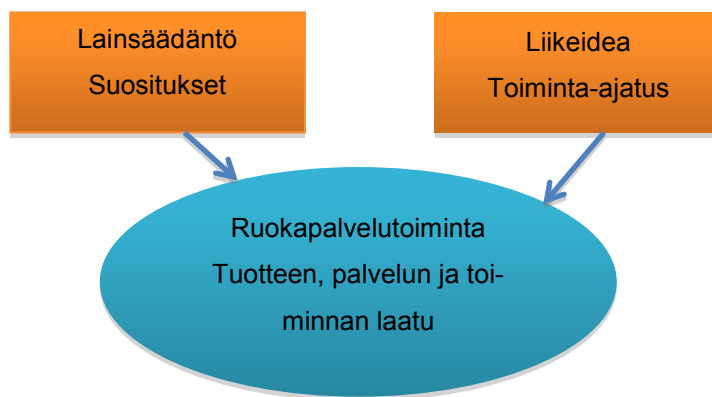 Lainsäädäntö
Suositukset
Liikeidea
Toiminta-ajatus
Ruokapalvelutoiminta
Tuotteen, palvelun ja toi-
minnan laatu